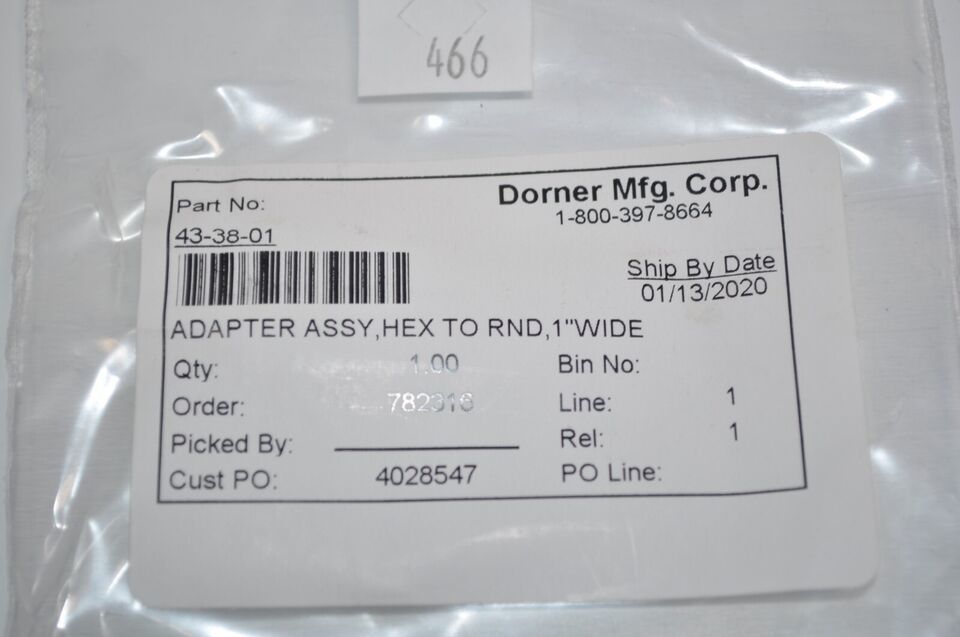 466
Dorner Mfg. Corp.
1-800-397-8664
Part No:
43-38-01
Ship By Date
01/13/2020
ADAPTER ASSY,HEX TO RND,1"WIDE
Qty: 1.00 Bin No:
Order: 782316 Line: 1
Picked By: Rel: 1
Cust PO: 4028547 PO Line: